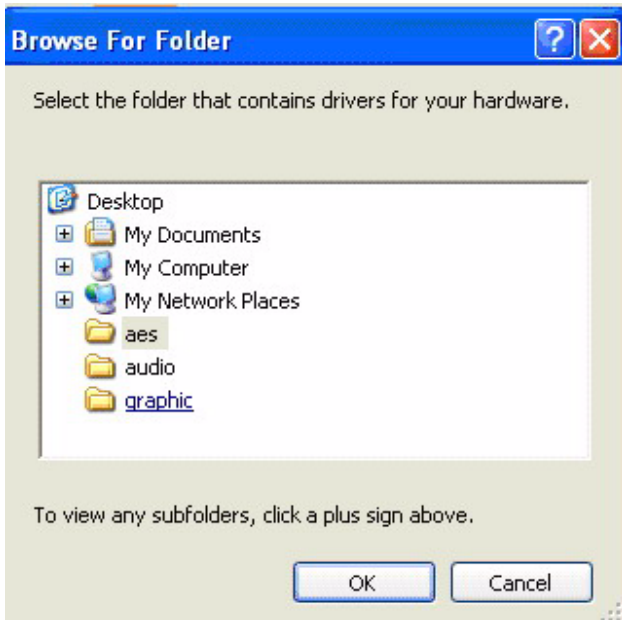 Browse For Folder
Select the folder that contains drivers for your hardware.
Desktop
My Documents
My Computer
My Network Places
aes
audio
graphic
To view any subfolders, click a plus sign above.
OK Cancel